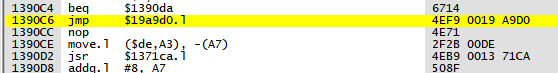 1390C4 beq $1390da 6714
1390C6 jmp $19a9d0.l 4EF9 0019 A9D0
1390CC nop 4E71
1390CE move.l ($de,A3), -(A7) 2F2B 00DE
1390D2 jsr $1371ca.l 4EB9 0013 71CA
1390D8 addq.l #8, A7 508F